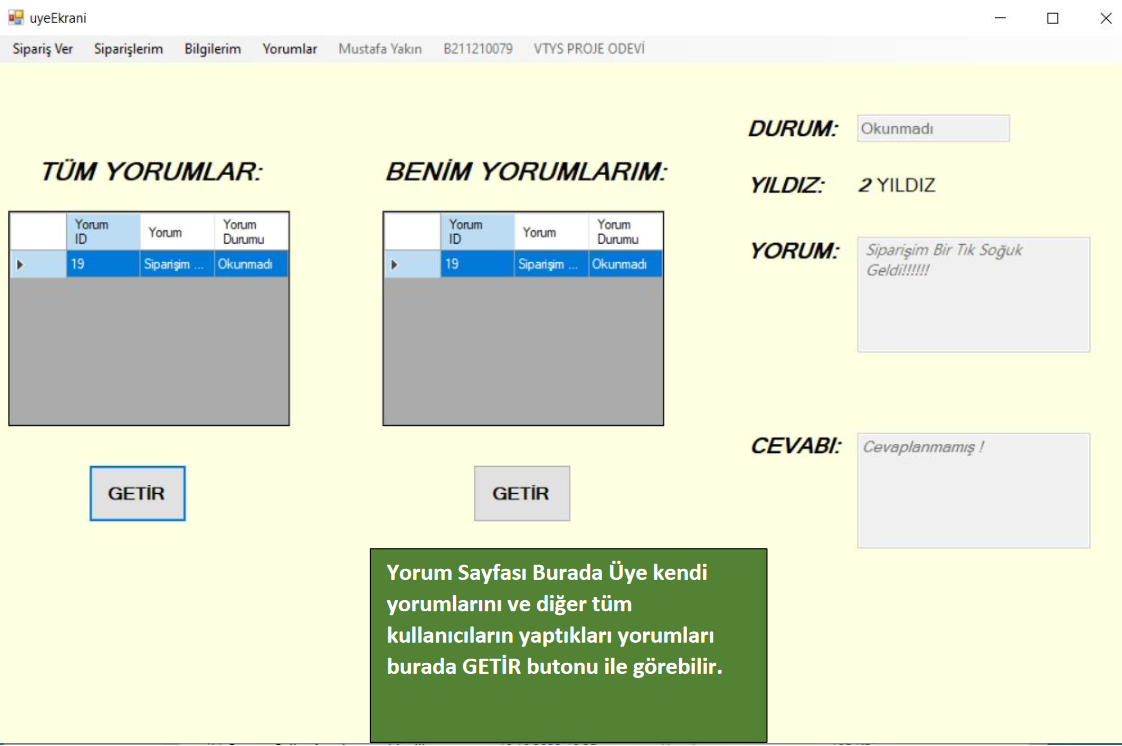 uyeEkrani
Sipariş Ver Siparişlerim Bilgilerim Yorumlar Mustafa Yakın B211210079 VTYS PROJE ODEVİ
TÜM YORUMLAR:
Yorum ID Yorum Yorum Durumu
19 Siparişim ... Okunmadı
GETİR
BENİM YORUMLARIM:
Yorum ID Yorum Yorum Durumu
19 Siparişim ... Okunmadı
GETİR
DURUM: Okunmadı
YILDIZ: 2 YILDIZ
YORUM: Siparişim Bir Tık Soğuk
Geldi!!!!!!
CEVABI: Cevaplanmamış !
Yorum Sayfası Burada Üye kendi
yorumlarını ve diğer tüm
kullanıcıların yaptıkları yorumları
burada GETİR butonu ile görebilir.